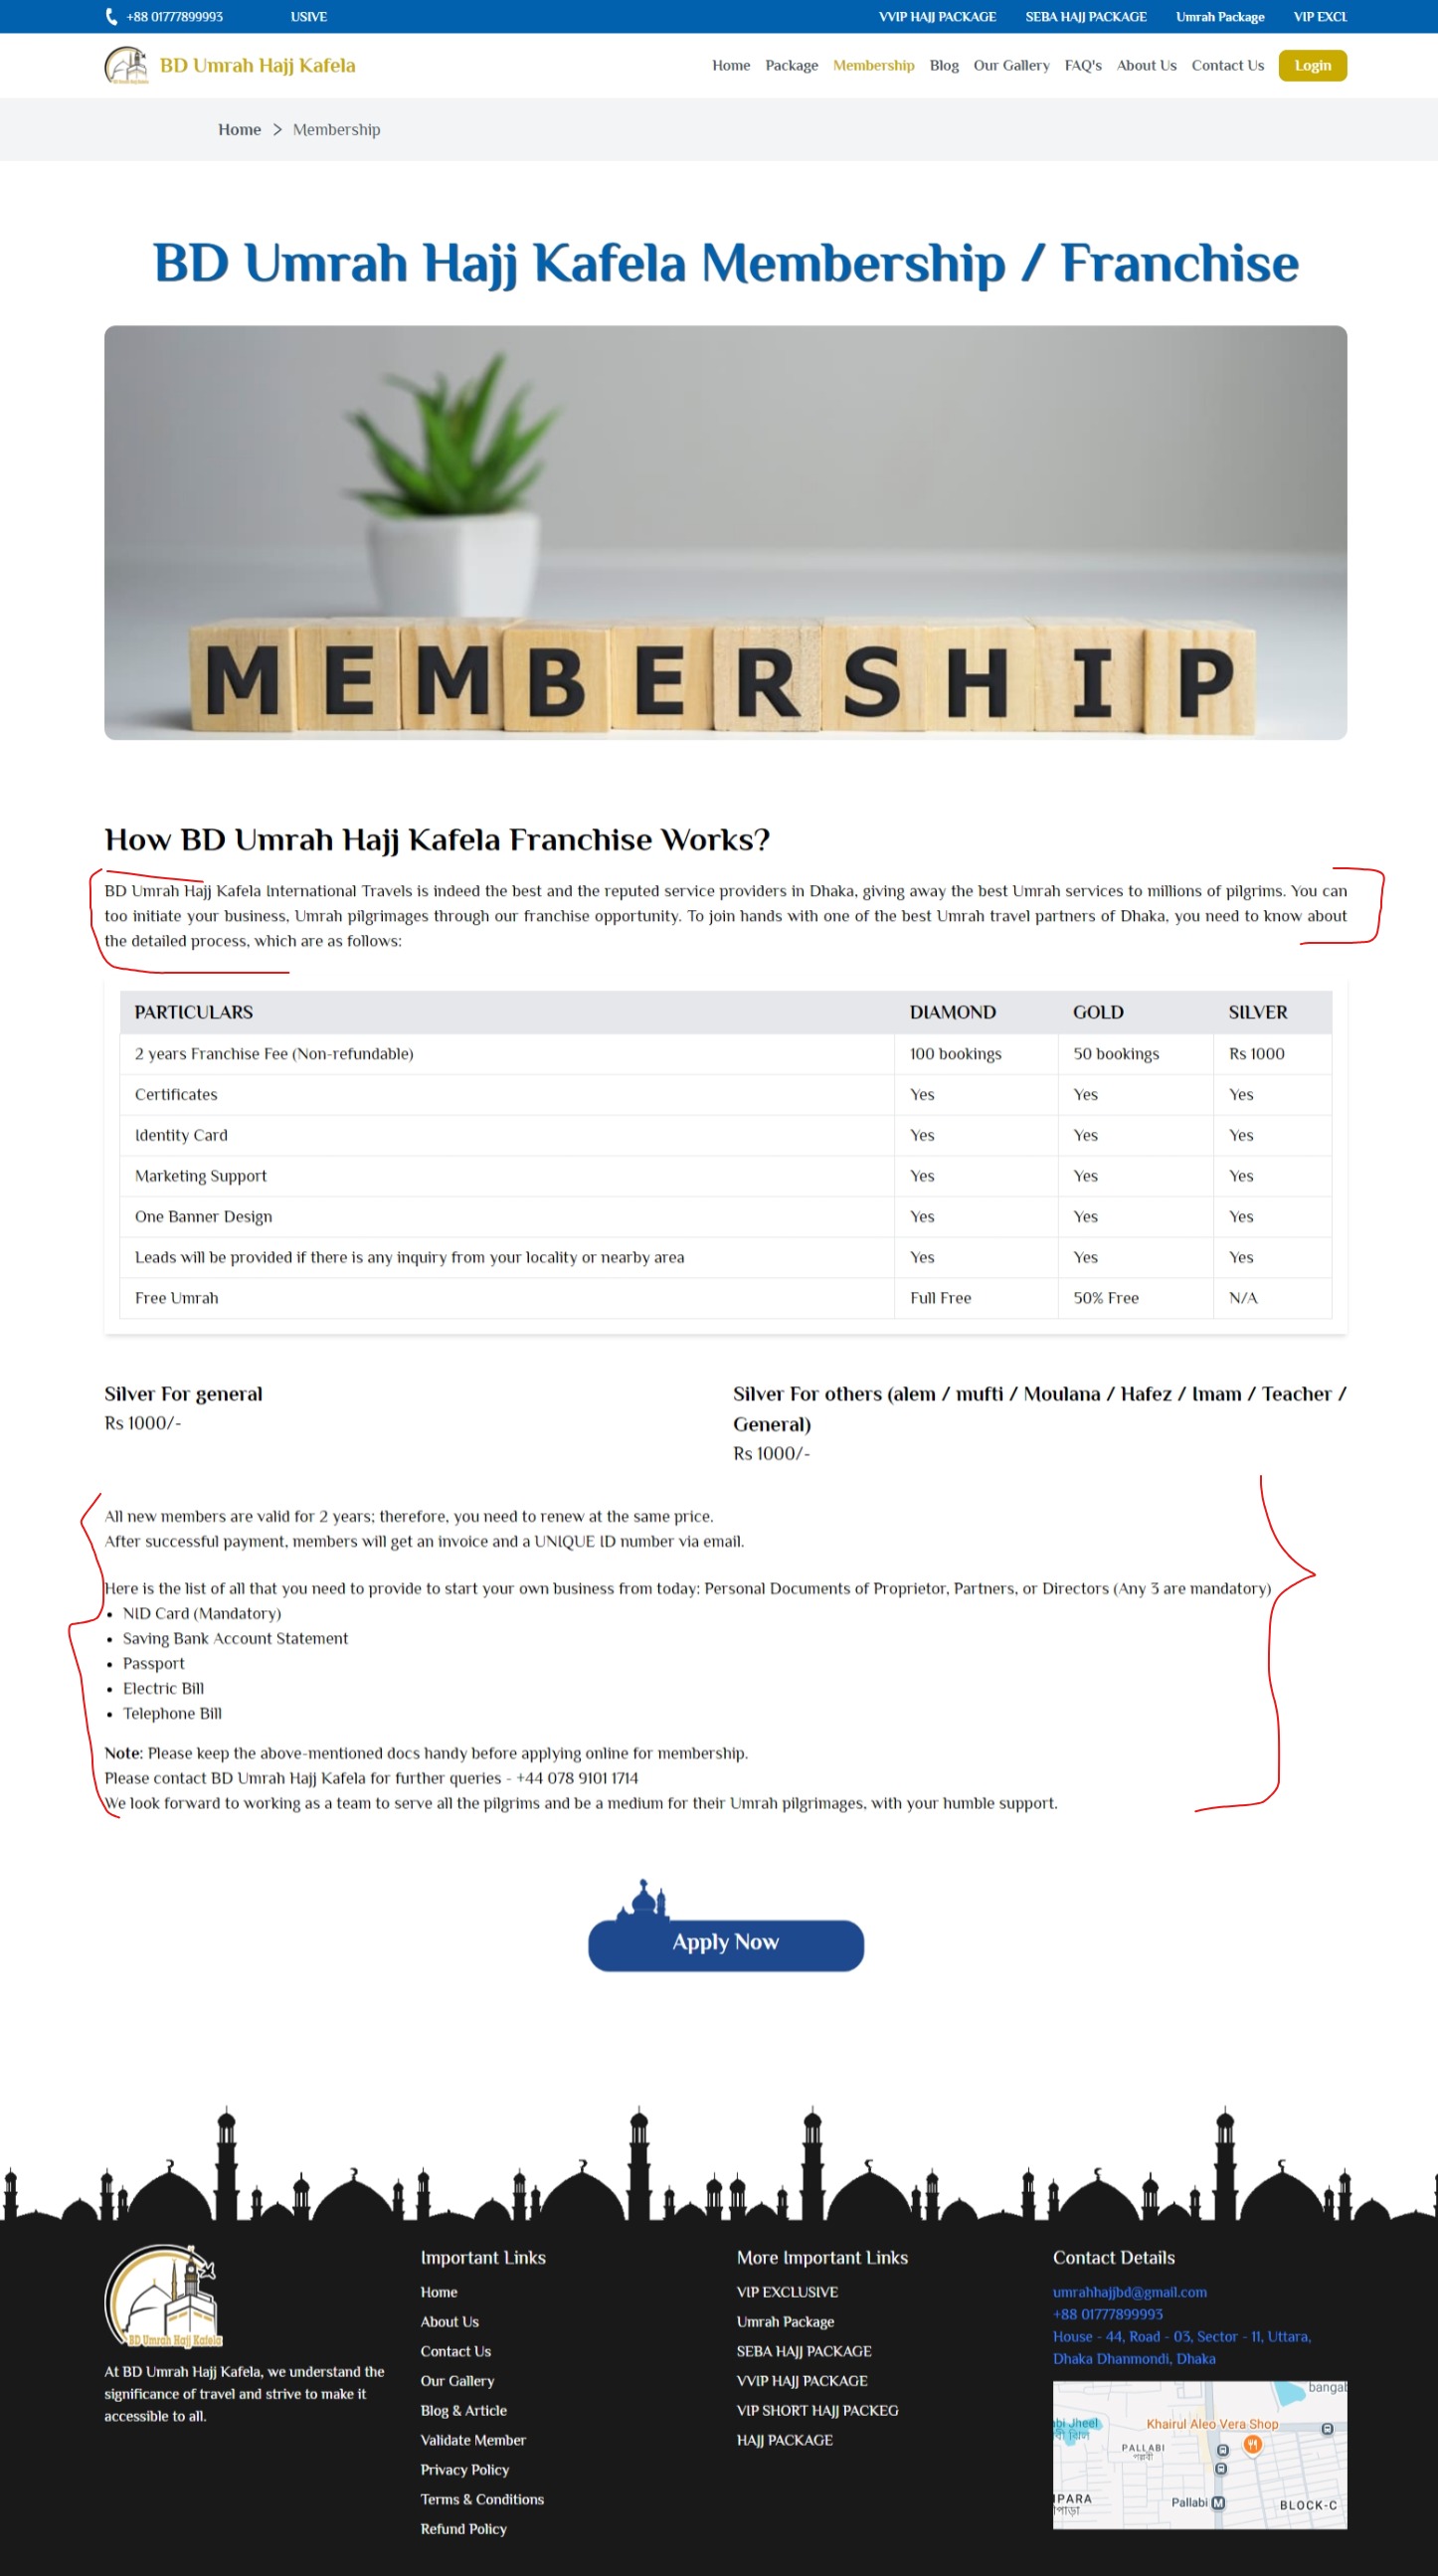 +88 01777899993 USIVE VVIP HAJJ PACKAGE SEBA HAJJ PACKAGE Umrah Package VIP EXCL
BD Umrah Hajj Kafela Home Package Membership Blog Our Gallery FAQ's About Us Contact Us Login
Home > Membership
BD Umrah Hajj Kafela Membership / Franchise
MEMBERSHIP
How BD Umrah Hajj Kafela Franchise Works?
BD Umrah Hajj Kafela International Travels is indeed the best and the reputed service providers in Dhaka, giving away the best Umrah services to millions of pilgrims. You can
too initiate your business, Umrah pilgrimages through our franchise opportunity. To join hands with one of the best Umrah travel partners of Dhaka, you need to know about
the detailed process, which are as follows:
PARTICULARS DIAMOND GOLD SILVER
2 years Franchise Fee (Non-refundable) 100 bookings 50 bookings Rs 1000
Certificates Yes Yes Yes
Identity Card Yes Yes Yes
Marketing Support Yes Yes Yes
One Banner Design Yes Yes Yes
Leads will be provided if there is any inquiry from your locality or nearby area Yes Yes Yes
Free Umrah Full Free 50% Free N/A
Silver For general
Rs 1000/-
Silver For others (alem / mufti / Moulana / Hafez / Imam / Teacher /
General)
Rs 1000/-
All new members are valid for 2 years; therefore, you need to renew at the same price.
After successful payment, members will get an invoice and a UNIQUE ID number via email.
Here is the list of all that you need to provide to start your own business from today: Personal Documents of Proprietor, Partners, or Directors (Any 3 are mandatory)
• NID Card (Mandatory)
• Saving Bank Account Statement
• Passport
• Electric Bill
• Telephone Bill
Note: Please keep the above-mentioned docs handy before applying online for membership.
Please contact BD Umrah Hajj Kafela for further queries - +44 078 9101 1714
We look forward to working as a team to serve all the pilgrims and be a medium for their Umrah pilgrimages, with your humble support.
Apply Now
BD Umrah Hajj Kafela
At BD Umrah Hajj Kafela, we understand the
significance of travel and strive to make it
accessible to all.
Important Links
Home
About Us
Contact Us
Our Gallery
Blog & Article
Validate Member
Privacy Policy
Terms & Conditions
Refund Policy
More Important Links
VIP EXCLUSIVE
Umrah Package
SEBA HAJJ PACKAGE
VVIP HAJJ PACKAGE
VIP SHORT HAJJ PACKEG
HAJJ PACKAGE
Contact Details
umrahhajjbd@gmail.com
+88 01777899993
House - 44, Road - 03, Sector - 11, Uttara,
Dhaka Dhanmondi, Dhaka
bangab
bi Jheel
বী ঝিল
Khairul Aleo Vera Shop
PALLABI
পল্লবী
IPARA
পাড়া
Pallabi M
BLOCK-C